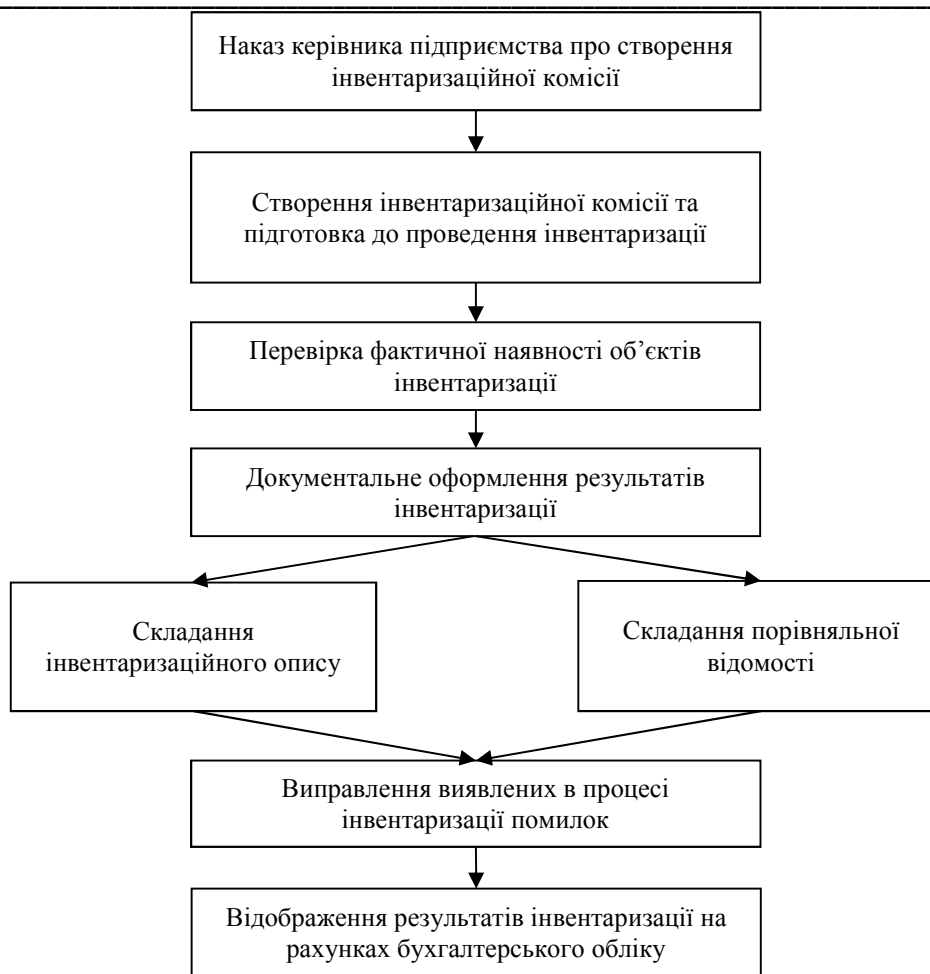 Наказ керівника підприємства про створення
інвентаризаційної комісії
Створення інвентаризаційної комісії та
підготовка до проведення інвентаризації
Перевірка фактичної наявності об’єктів
інвентаризації
Документальне оформлення результатів
інвентаризації
Складання
інвентаризаційного опису
Складання порівняльної
відомості
Виправлення виявлених в процесі
інвентаризації помилок
Відображення результатів інвентаризації на
рахунках бухгалтерського обліку